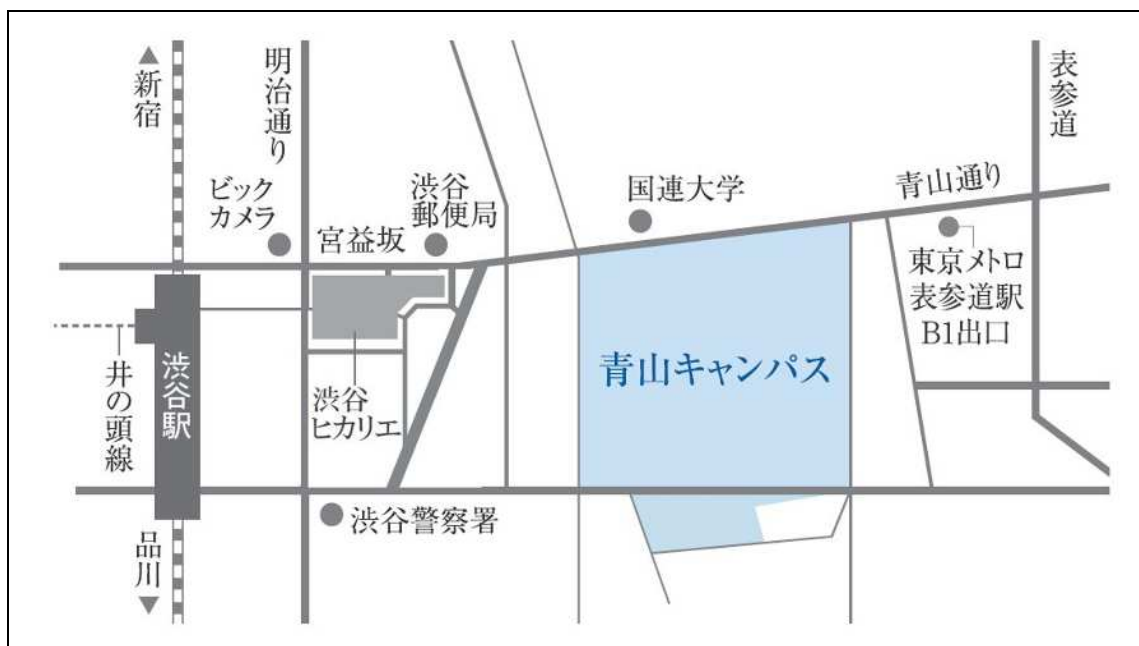 新宿
明治通り
表参道
ビック
カメラ
宮益坂
渋谷
郵便局
国連大学
青山通り
東京メトロ
表参道駅
B1出口
青山キャンパス
渋谷駅
井の頭線
渋谷
ヒカリエ
渋谷警察署
品川